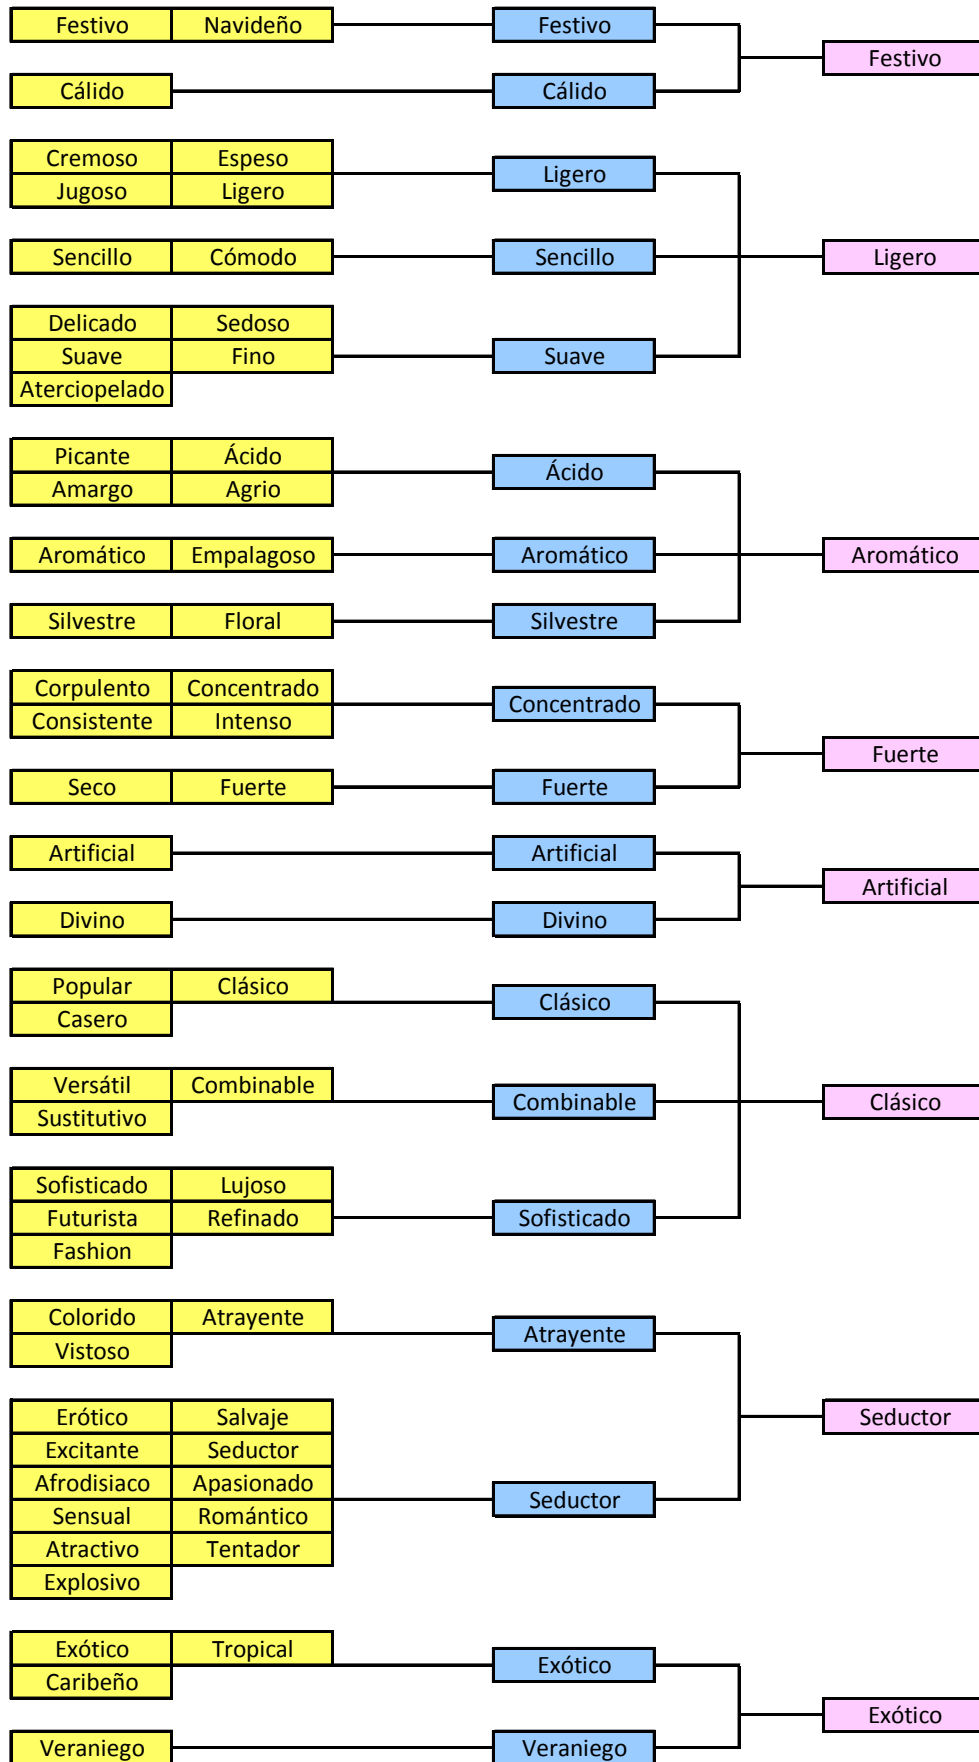 Festivo Navideño Festivo
Festivo
Cálido Cálido
Cremoso Espeso
Ligero
Jugoso Ligero
Sencillo Cómodo Sencillo Ligero
Delicado Sedoso
Suave Fino Suave
Aterciopelado
Picante Ácido
Ácido
Amargo Agrio
Aromático Empalagoso Aromático Aromático
Silvestre Floral Silvestre
Corpulento Concentrado
Concentrado
Consistente Intenso
Fuerte
Seco Fuerte Fuerte
Artificial Artificial
Artificial
Divino Divino
Popular Clásico
Clásico
Casero
Versátil Combinable
Combinable Clásico
Sustitutivo
Sofisticado Lujoso
Futurista Refinado Sofisticado
Fashion
Colorido Atrayente
Atrayente
Vistoso
Erótico Salvaje Seductor
Excitante Seductor
Afrodisiaco Apasionado
Seductor
Sensual Romántico
Atractivo Tentador
Explosivo
Exótico Tropical
Exótico
Caribeño
Exótico
Veraniego Veraniego